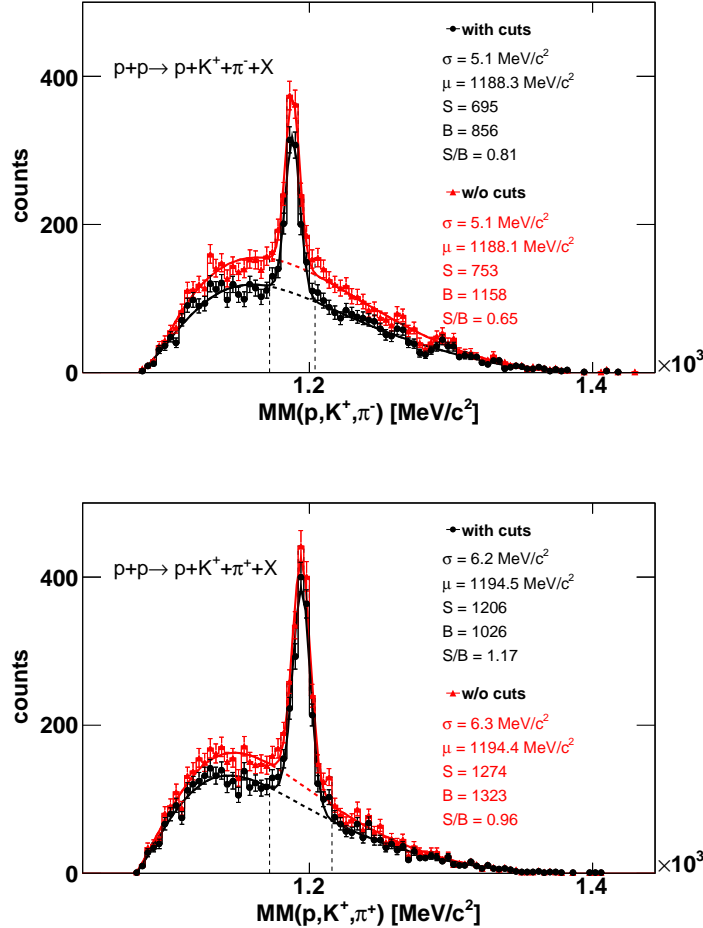 with cuts
p+p→ p+K⁺+π⁻+X
σ = 5.1 MeV/c²
μ = 1188.3 MeV/c²
S = 695
B = 856
S/B = 0.81
w/o cuts
σ = 5.1 MeV/c²
μ = 1188.1 MeV/c²
S = 753
B = 1158
S/B = 0.65
counts
400
200
0
1.2
1.4
×10³
MM(p,K⁺,π⁻) [MeV/c²]
with cuts
p+p→ p+K⁺+π⁺+X
σ = 6.2 MeV/c²
μ = 1194.5 MeV/c²
S = 1206
B = 1026
S/B = 1.17
w/o cuts
σ = 6.3 MeV/c²
μ = 1194.4 MeV/c²
S = 1274
B = 1323
S/B = 0.96
counts
400
200
0
1.2
1.4
×10³
MM(p,K⁺,π⁺) [MeV/c²]